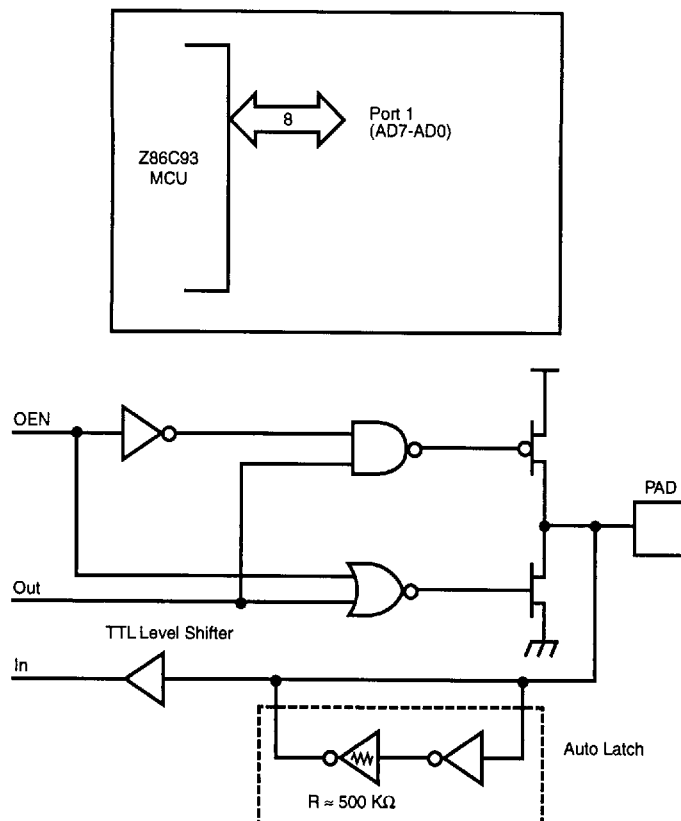 Z86C93
MCU
8
Port 1
(AD7-AD0)
OEN
PAD
Out
TTL Level Shifter
In
Auto Latch
R ≈ 500 KΩ